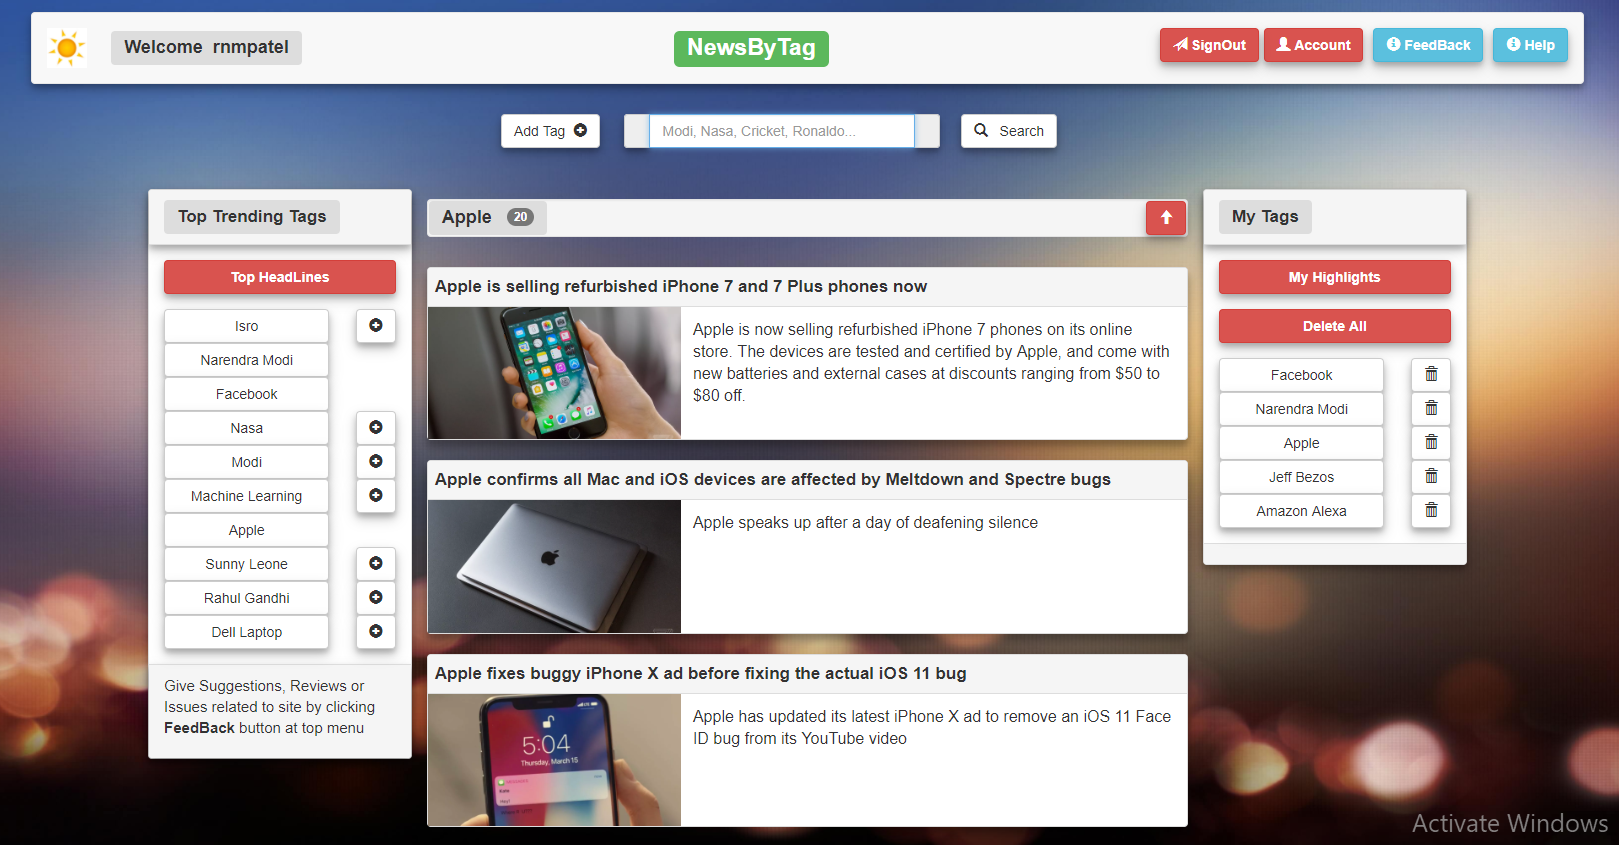 Welcome rnmpatel
NewsByTag
SignOut
Account
FeedBack
Help
Add Tag
Modi, Nasa, Cricket, Ronaldo...
Search
Top Trending Tags
Top HeadLines
Isro
Narendra Modi
Facebook
Nasa
Modi
Machine Learning
Apple
Sunny Leone
Rahul Gandhi
Dell Laptop
Give Suggestions, Reviews or
Issues related to site by clicking
FeedBack button at top menu
Apple 20
Apple is selling refurbished iPhone 7 and 7 Plus phones now
Apple is now selling refurbished iPhone 7 phones on its online
store. The devices are tested and certified by Apple, and come with
new batteries and external cases at discounts ranging from $50 to
$80 off.
Apple confirms all Mac and iOS devices are affected by Meltdown and Spectre bugs
Apple speaks up after a day of deafening silence
Apple fixes buggy iPhone X ad before fixing the actual iOS 11 bug
5:04
Thursday, March 15
Apple has updated its latest iPhone X ad to remove an iOS 11 Face
ID bug from its YouTube video
My Tags
My Highlights
Delete All
Facebook
Narendra Modi
Apple
Jeff Bezos
Amazon Alexa
Activate Windows